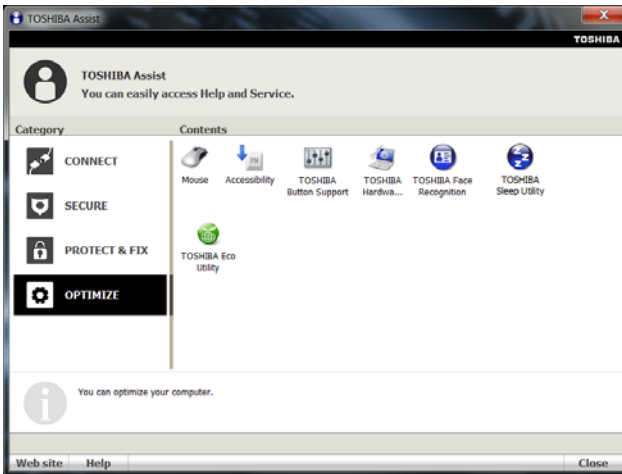 TOSHIBA Assist
TOSHIBA
TOSHIBA Assist
You can easily access Help and Service.
Category
Contents
CONNECT
SECURE
PROTECT & FIX
OPTIMIZE
Mouse
Accessibility
FN
TOSHIBA
Button Support
TOSHIBA
Hardwa...
TOSHIBA Face
Recognition
TOSHIBA
Sleep Utility
TOSHIBA Eco
Utility
You can optimize your computer.
Web site
Help
Close